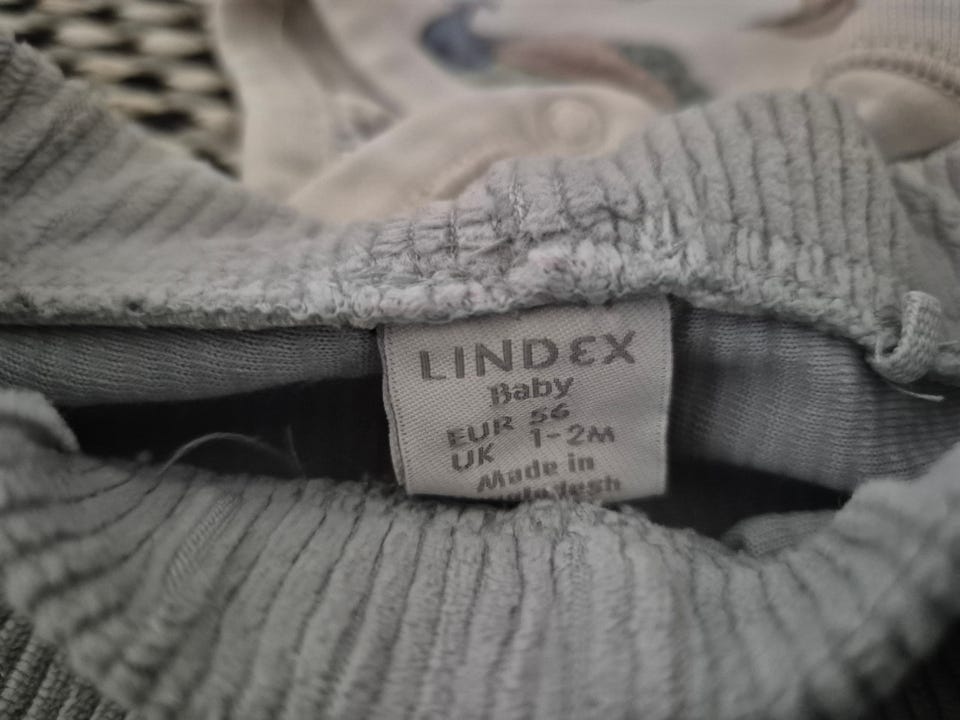 LINDEX
Baby
EUR 56
UK 1-2M
Made in